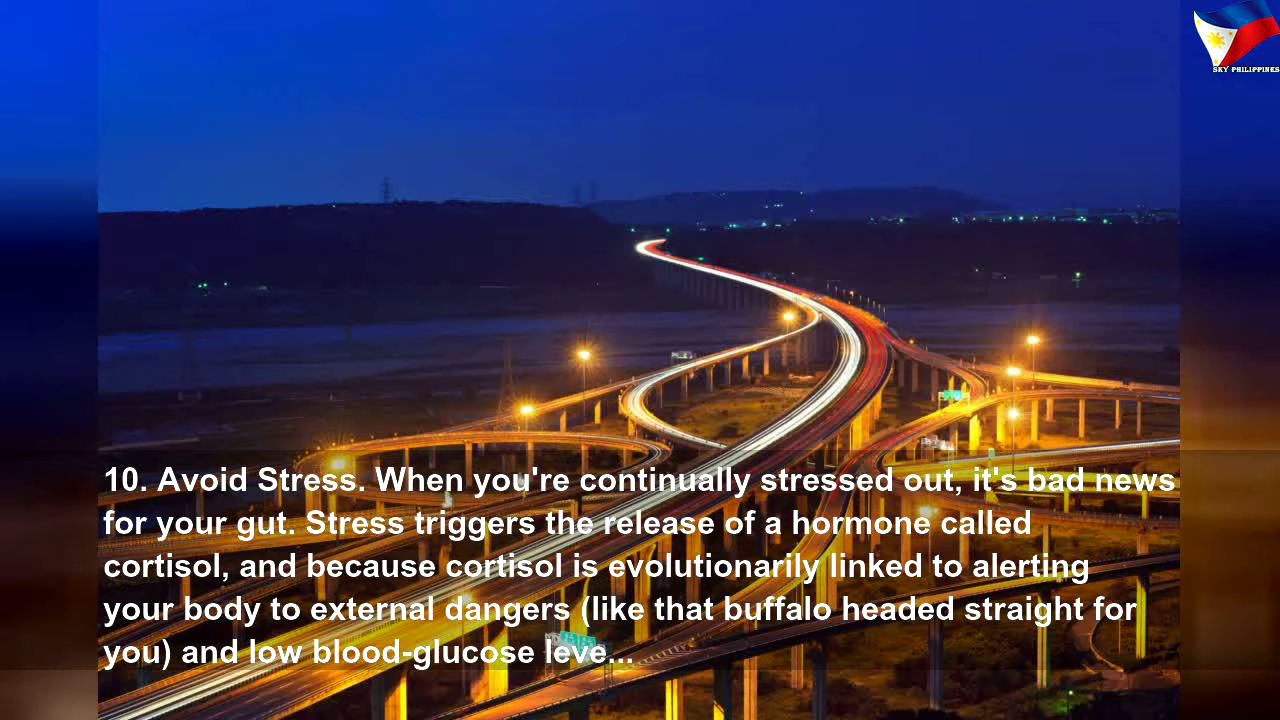 SKY PHILIPPINES
10. Avoid Stress. When you're continually stressed out, it's bad news
for your gut. Stress triggers the release of a hormone called
cortisol, and because cortisol is evolutionarily linked to alerting
your body to external dangers (like that buffalo headed straight for
you) and low blood-glucose leve...